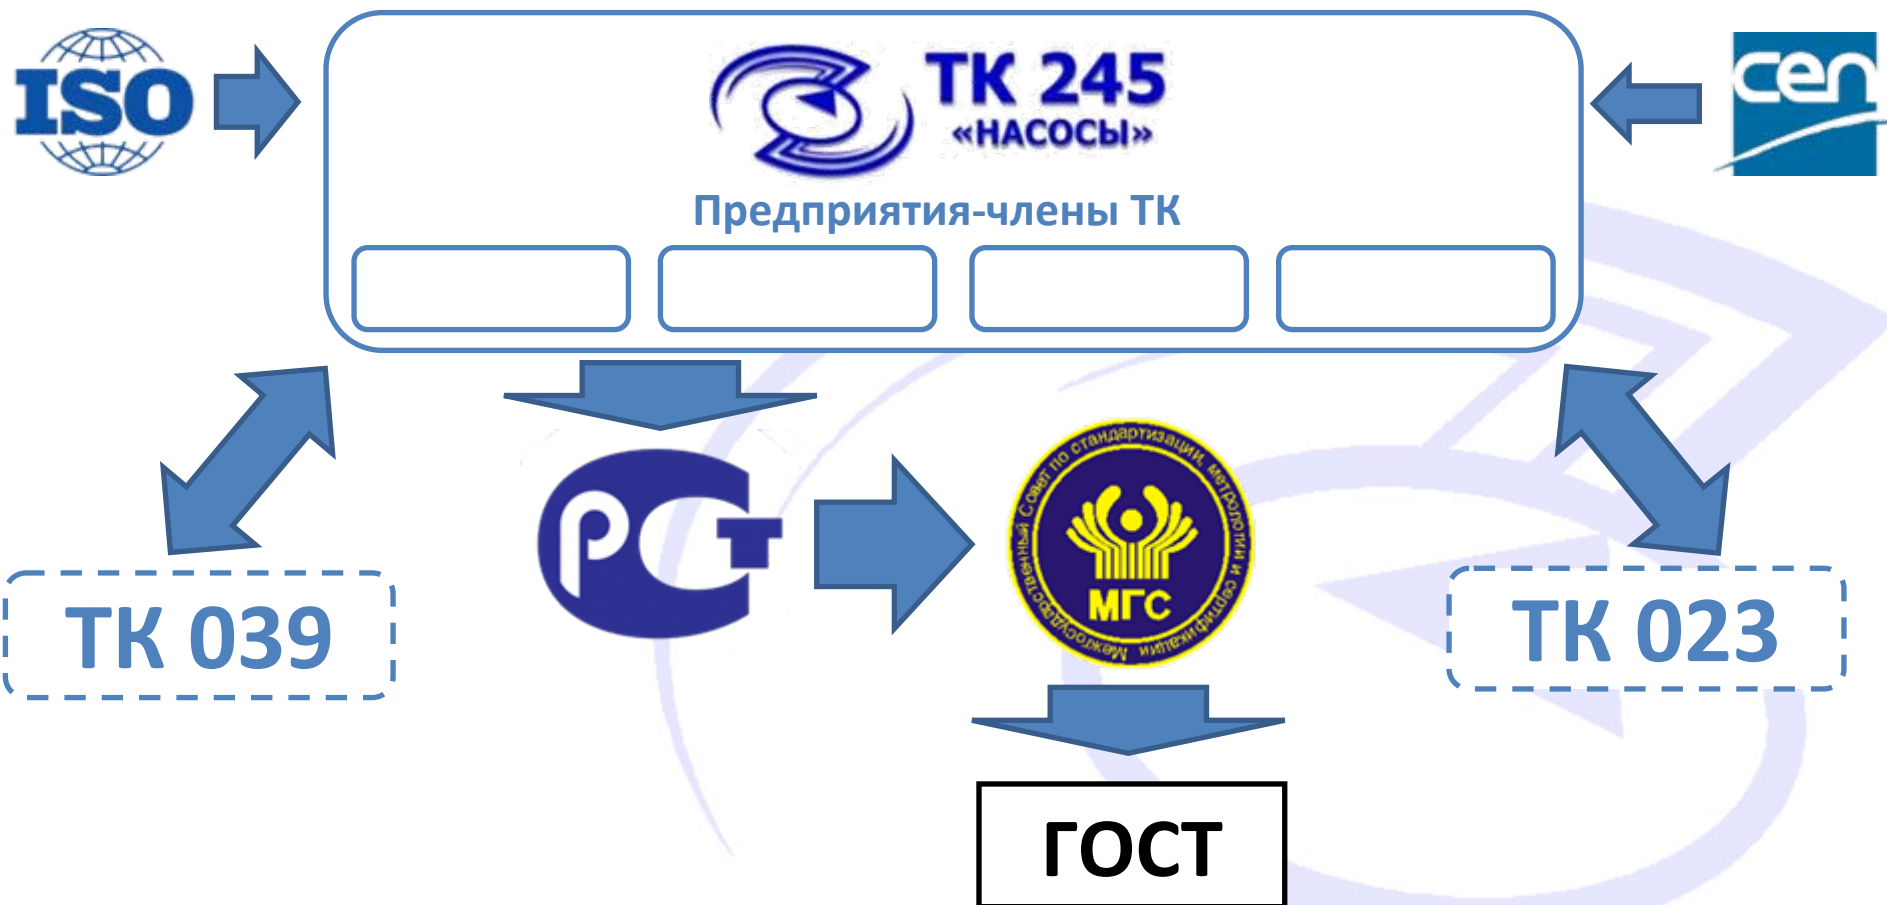 ISO
ТК 245
«НАСОСЫ»
cen
Предприятия-члены ТК
РСТ
Межгосударственный Совет по стандартизации, метрологии и сертификации
МГС
ТК 039
ТК 023
ГОСТ